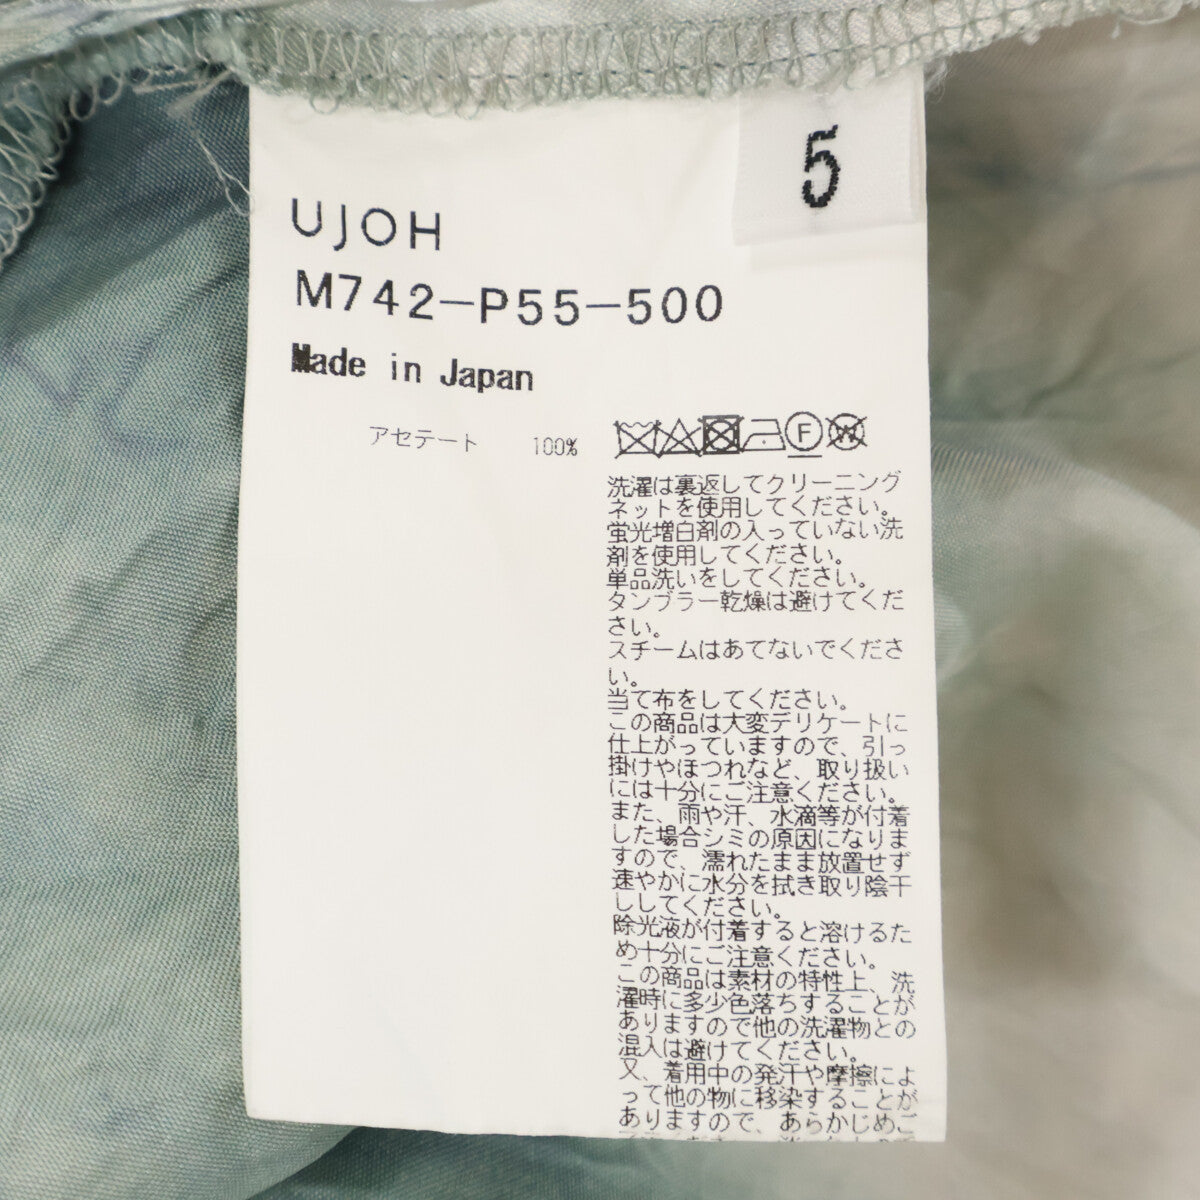 5
UJOH
M742-P55-500
Made in Japan
アセテート 100%
F
W
洗濯は裏返してクリーニング
ネットを使用してください。
蛍光増白剤の入っていない洗
剤を使用してください。
単品洗いをしてください。
タンブラー乾燥は避けてくだ
さい。
スチームはあてないでくださ
い。
当て布をしてください。
この商品は大変デリケートに
仕上がっていますので、引っ
掛けやほつれなど、取り扱い
には十分にご注意ください。
また、雨や汗、水滴等が付着
した場合シミの原因になりま
すので、濡れたまま放置せず
速やかに水分を拭き取り陰干
ししてください。
除光液が付着すると溶けるた
め十分にご注意ください。
この商品は素材の特性上、洗
濯時に多少色落ちすることが
ありますので他の洗濯物との
混入は避けてください。
又、着用中の発汗や摩擦によ
って他の物に移染することが
ありますので、あらかじめご